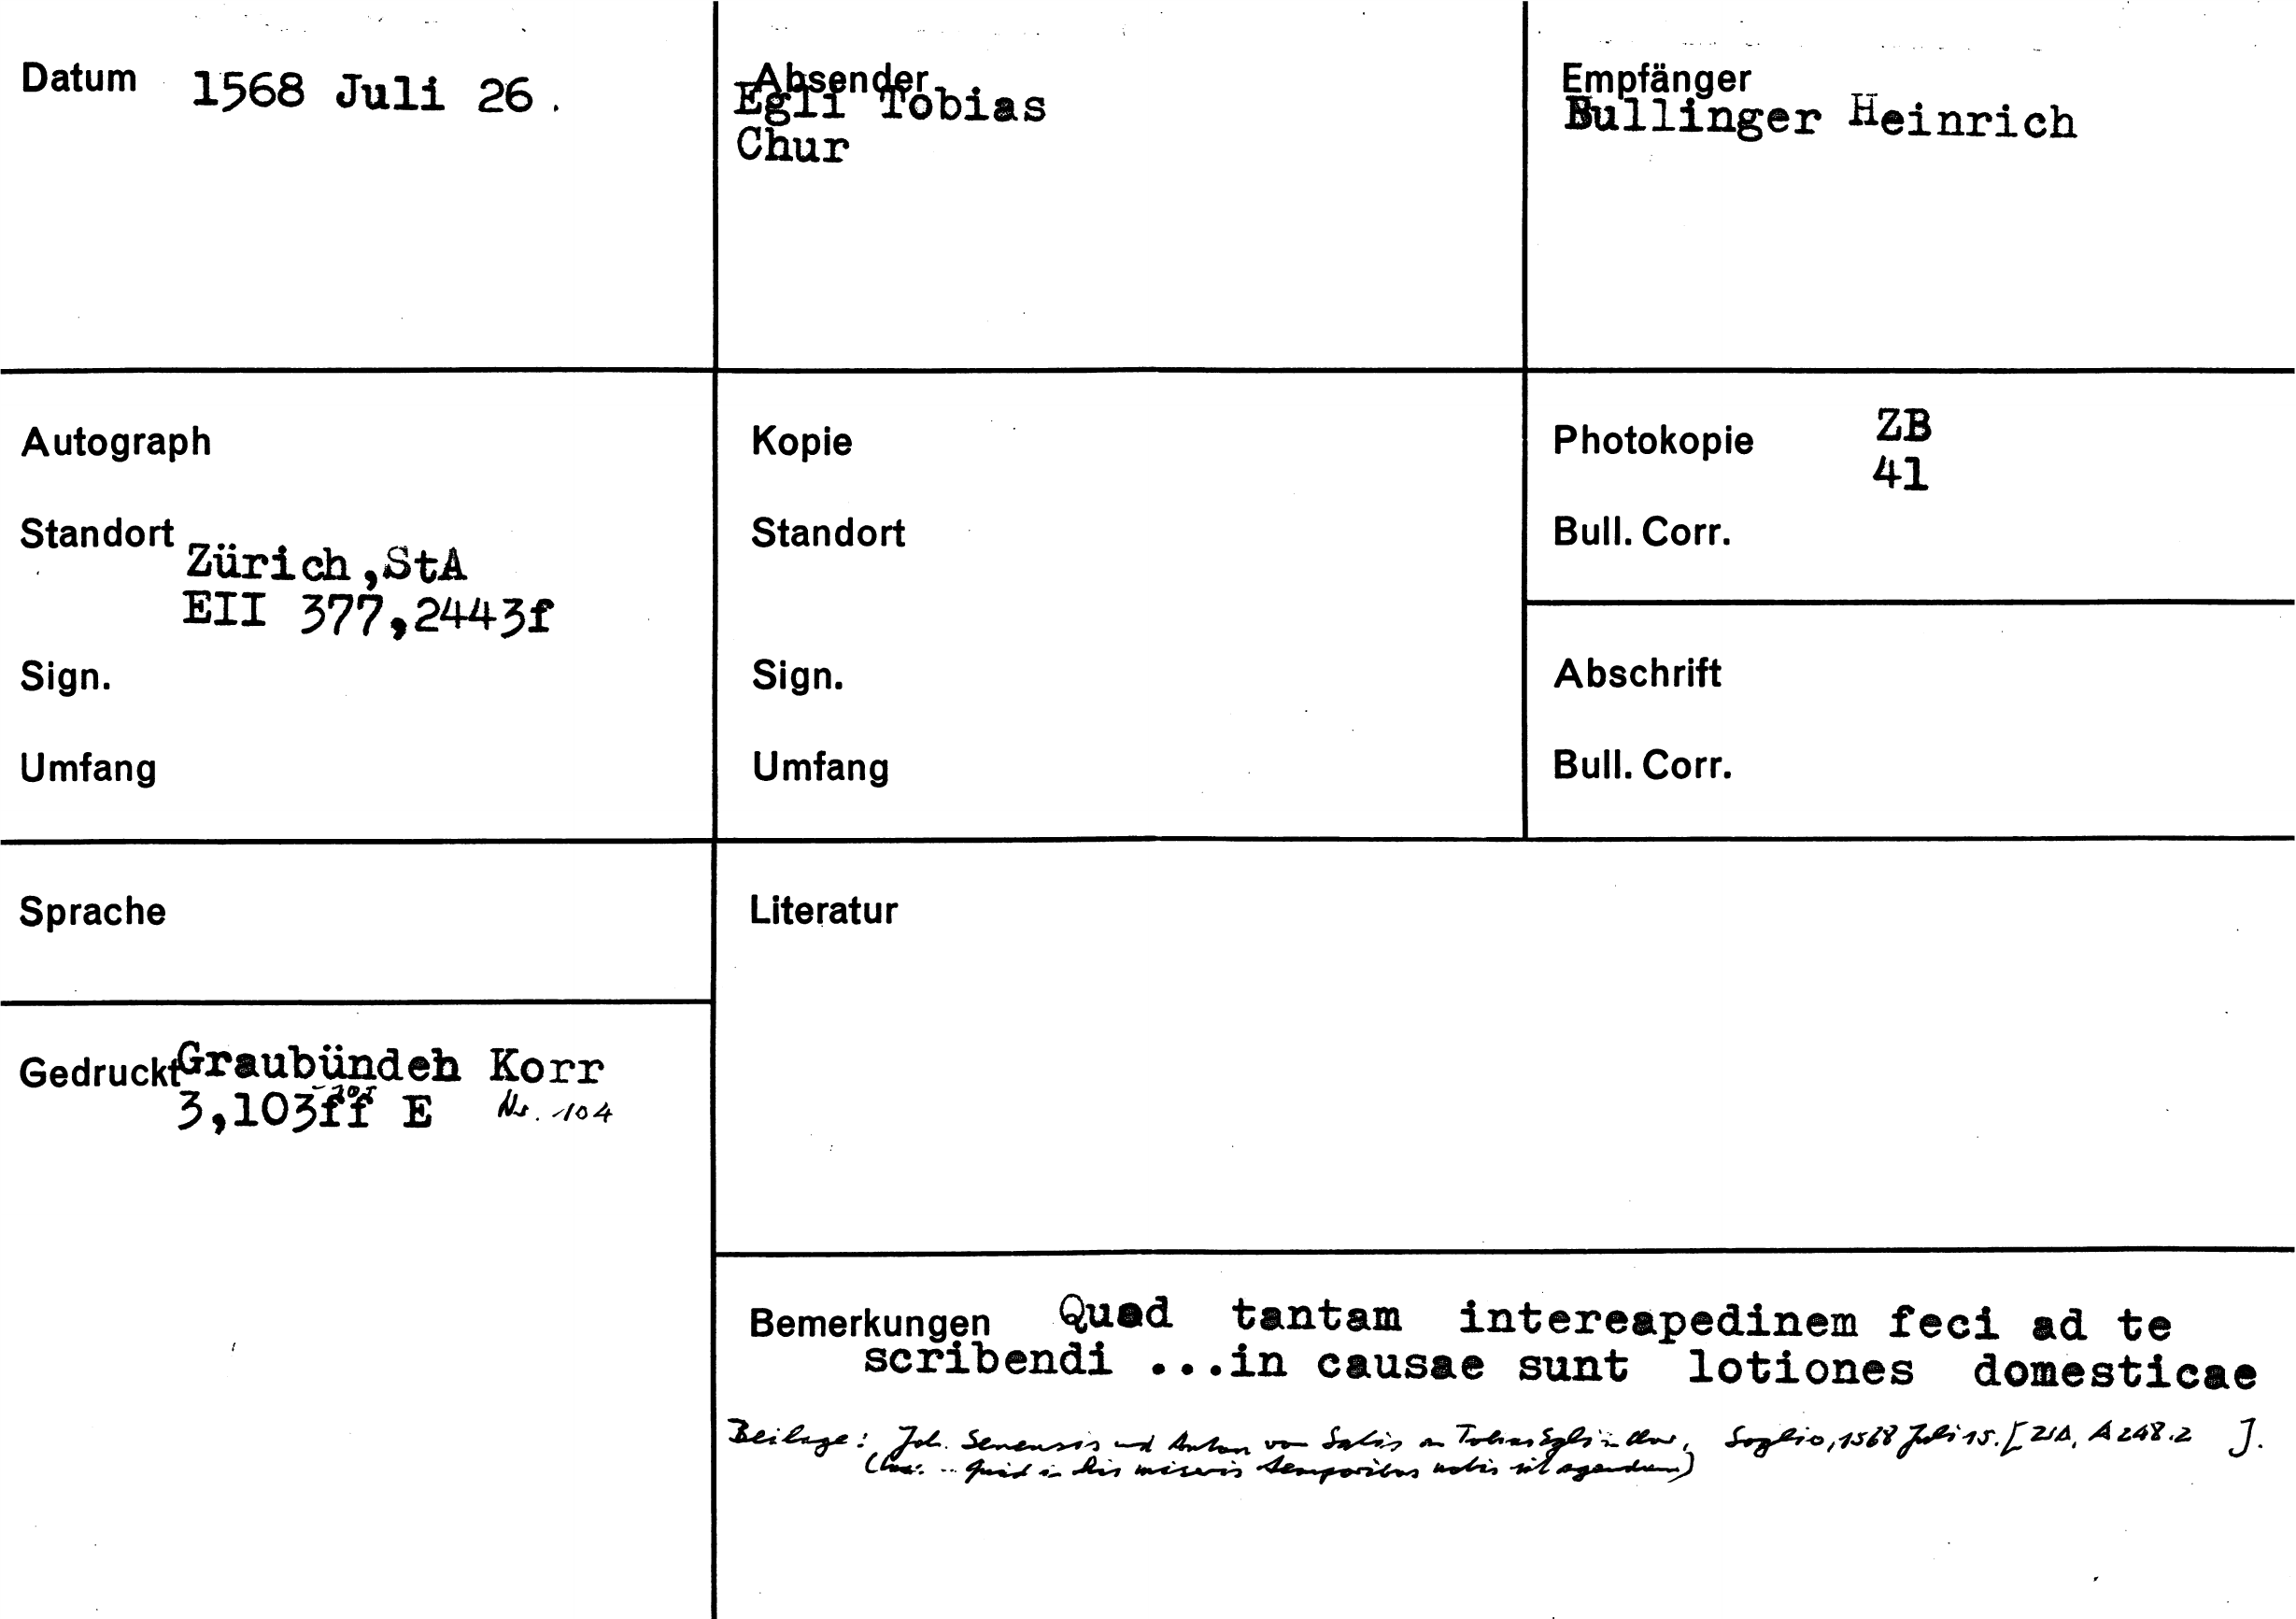 Datum 1568 Juli 26.
Absender
Egli Tobias
Chur
Empfänger
Bullinger Heinrich
Autograph
Standort
Zürich,StA
EII 377,2443f
Sign.
Umfang
Kopie
Standort
Sign.
Umfang
Photokopie ZB
41
Bull. Corr.
Abschrift
Bull. Corr.
Sprache
Gedruckt Graubünden Korr
3,103ff E Nr. 104
Literatur
Bemerkungen Quod tantam intereapedinem feci ad te
scribendi ...in causae sunt lotiones domesticae
Beilage: Joh. Senensis und Anton von Salis an Tobias Egli in Chur, Soglio, 1568 Juli 15. [ZStA, A 248.2 ].
quid in his miseris temporibus nobis sit agendum)